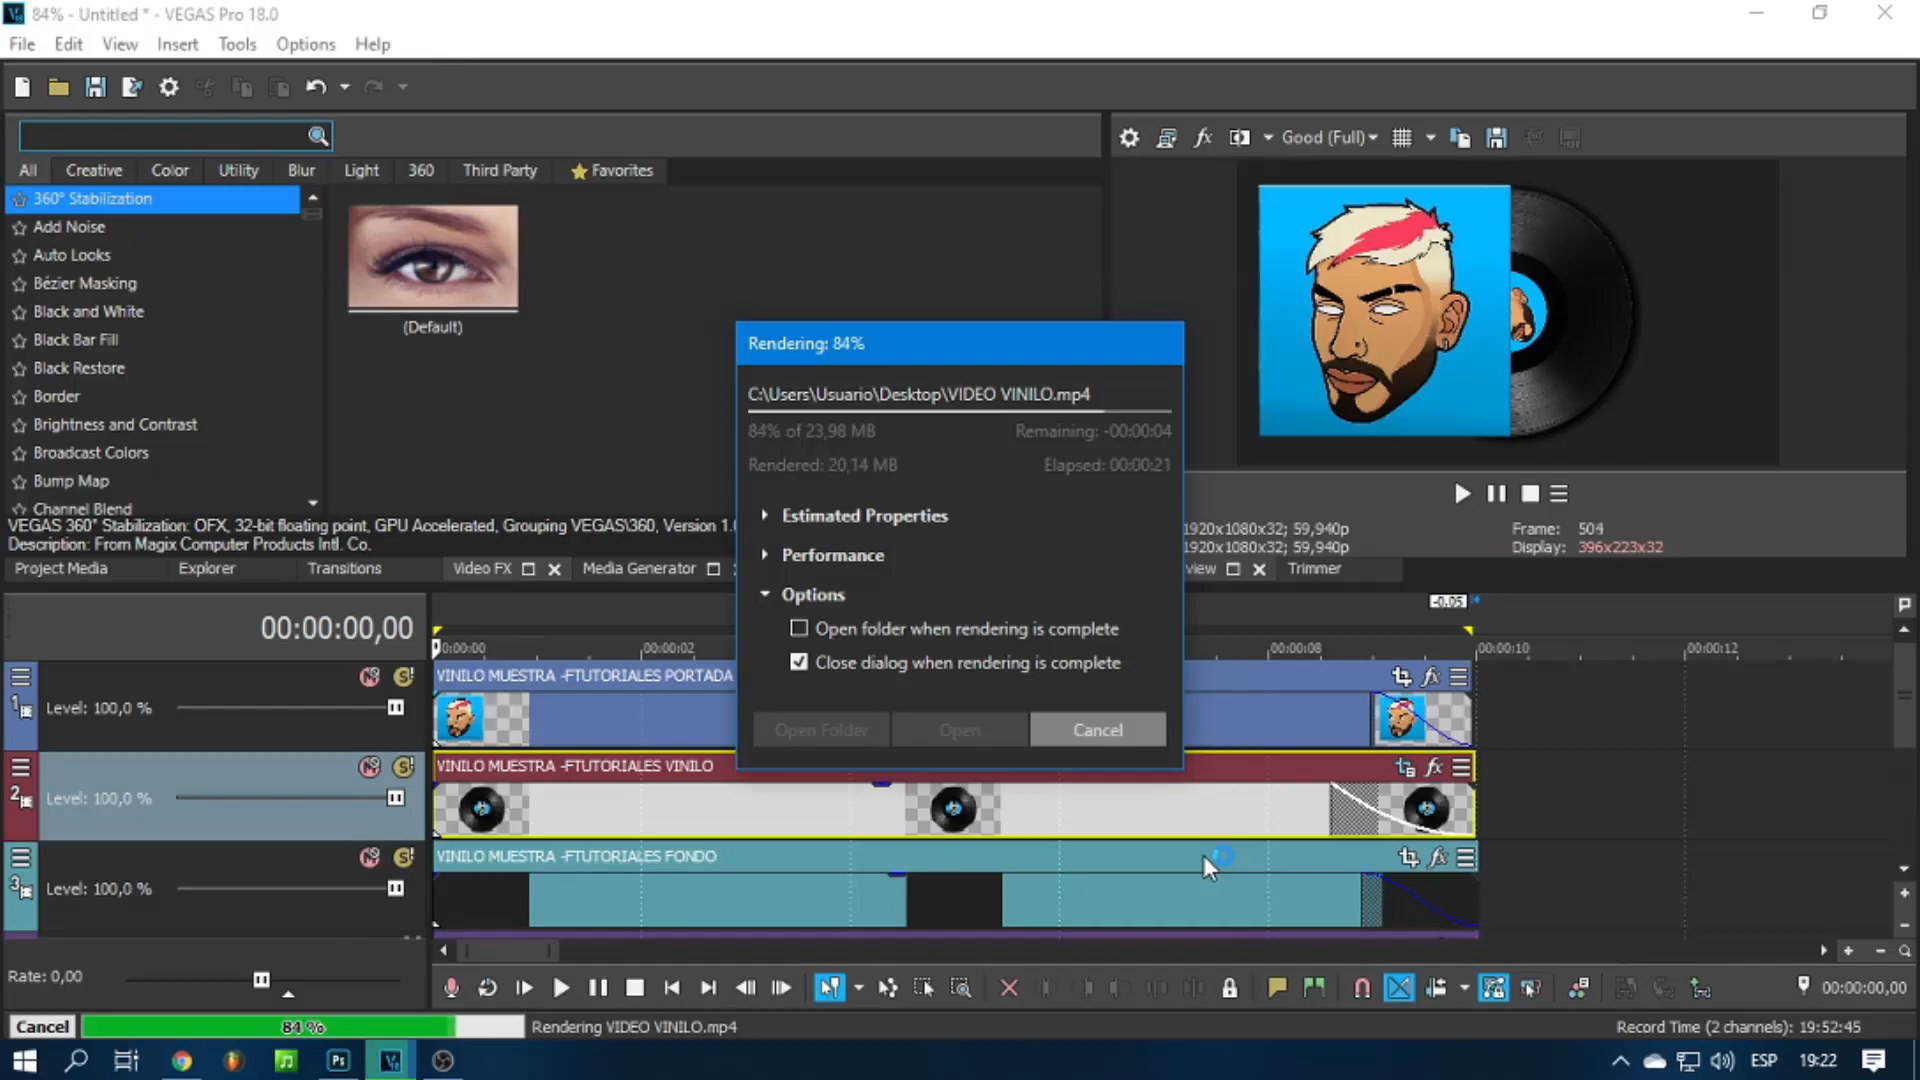 84% - Untitled * - VEGAS Pro 18.0
File Edit View Insert Tools Options Help
Good (Full)
All Creative Color Utility Blur Light 360 Third Party Favorites
360° Stabilization
Add Noise
Auto Looks
Bézier Masking
Black and White
Black Bar Fill
Black Restore
Border
Brightness and Contrast
Broadcast Colors
Bump Map
Channel Blend
(Default)
VEGAS 360° Stabilization: OFX, 32-bit floating point, GPU Accelerated, Grouping VEGAS\360, Version 1.
Description: From Magix Computer Products Intl. Co.
Project Media Explorer Transitions Video FX Media Generator
Rendering: 84%
C:\Users\Usuario\Desktop\VIDEO VINILO.mp4
84% of 23,98 MB Remaining: -00:00:04
Rendered: 20,14 MB Elapsed: 00:00:21
Estimated Properties
Performance
Options
Open folder when rendering is complete
Close dialog when rendering is complete
Open Folder Open Cancel
1920x1080x32; 59,940p Frame: 504
1920x1080x32; 59,940p Display: 396x223x32
view Trimmer
00:00:00,00
-0.05
0:00:00 00:00:02 00:00:08 00:00:10 00:00:12
VINILO MUESTRA -FTUTORIALES PORTADA
1 Level: 100,0 %
VINILO MUESTRA -FTUTORIALES VINILO
2 Level: 100,0 %
VINILO MUESTRA -FTUTORIALES FONDO
3 Level: 100,0 %
Rate: 0,00
00:00:00,00
Cancel 84 % Rendering VIDEO VINILO.mp4 Record Time (2 channels): 19:52:45
Ps ESP 19:22